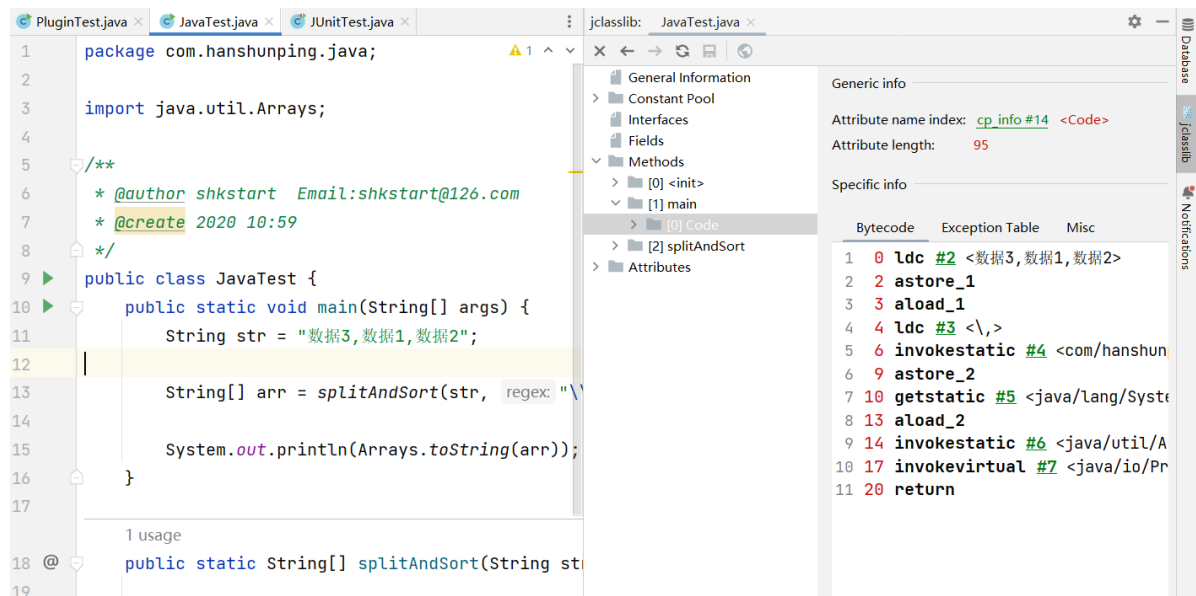 PluginTest.java JavaTest.java JUnitTest.java
1 package com.hanshunping.java; 1
2
3 import java.util.Arrays;
4
5 /**
6 * @author shkstart Email:shkstart@126.com
7 * @create 2020 10:59
8 */
9 public class JavaTest {
10 public static void main(String[] args) {
11 String str = "数据3,数据1,数据2";
12
13 String[] arr = splitAndSort(str, regex: "\\
14
15 System.out.println(Arrays.toString(arr));
16 }
17
1 usage
18 @ public static String[] splitAndSort(String str
19
jclasslib: JavaTest.java
General Information
Constant Pool
Interfaces
Fields
Methods
[0] <init>
[1] main
[0] Code
[2] splitAndSort
Attributes
Generic info
Attribute name index: cp_info #14 <Code>
Attribute length: 95
Specific info
Bytecode Exception Table Misc
1 0 ldc #2 <数据3,数据1,数据2>
2 2 astore_1
3 3 aload_1
4 4 ldc #3 <\,>
5 6 invokestatic #4 <com/hanshun
6 9 astore_2
7 10 getstatic #5 <java/lang/Syste
8 13 aload_2
9 14 invokestatic #6 <java/util/A
10 17 invokevirtual #7 <java/io/Pr
11 20 return
Database
jclasslib
Notifications